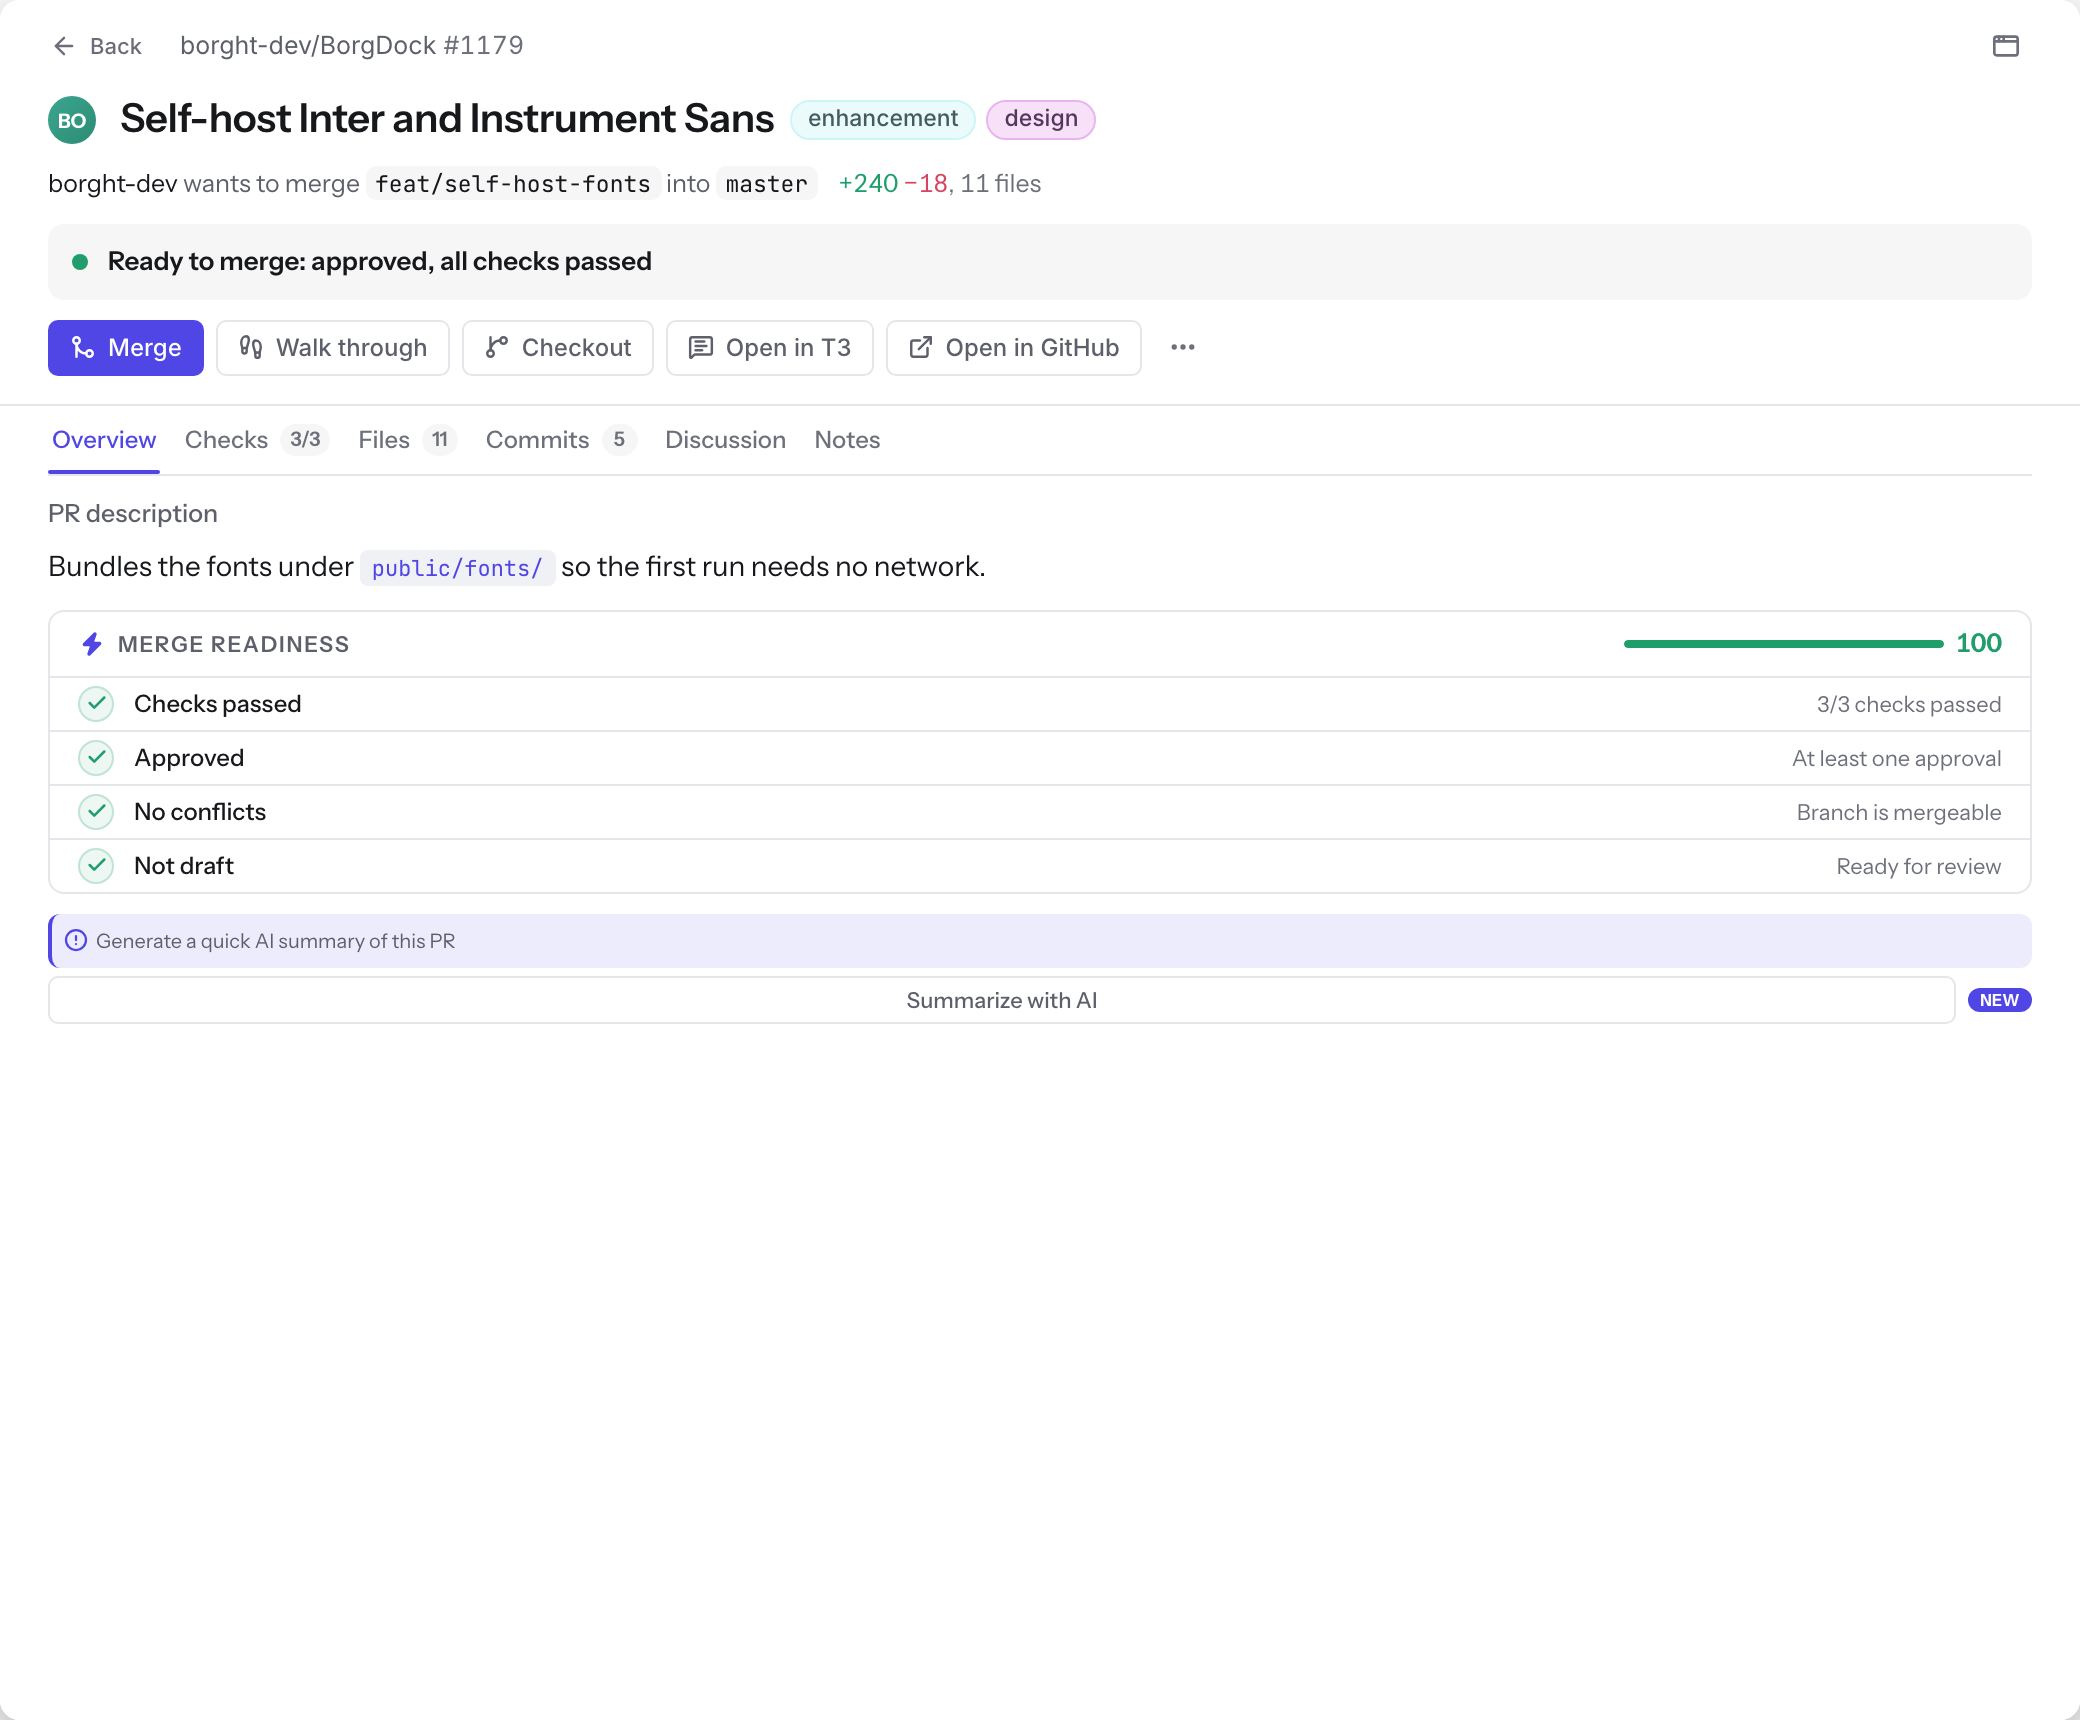 Back borght-dev/BorgDock #1179
BO Self-host Inter and Instrument Sans enhancement design
borght-dev wants to merge feat/self-host-fonts into master +240 −18, 11 files
Ready to merge: approved, all checks passed
Merge Walk through Checkout Open in T3 Open in GitHub
Overview Checks 3/3 Files 11 Commits 5 Discussion Notes
PR description
Bundles the fonts under public/fonts/ so the first run needs no network.
MERGE READINESS 100
Checks passed 3/3 checks passed
Approved At least one approval
No conflicts Branch is mergeable
Not draft Ready for review
Generate a quick AI summary of this PR
Summarize with AI NEW